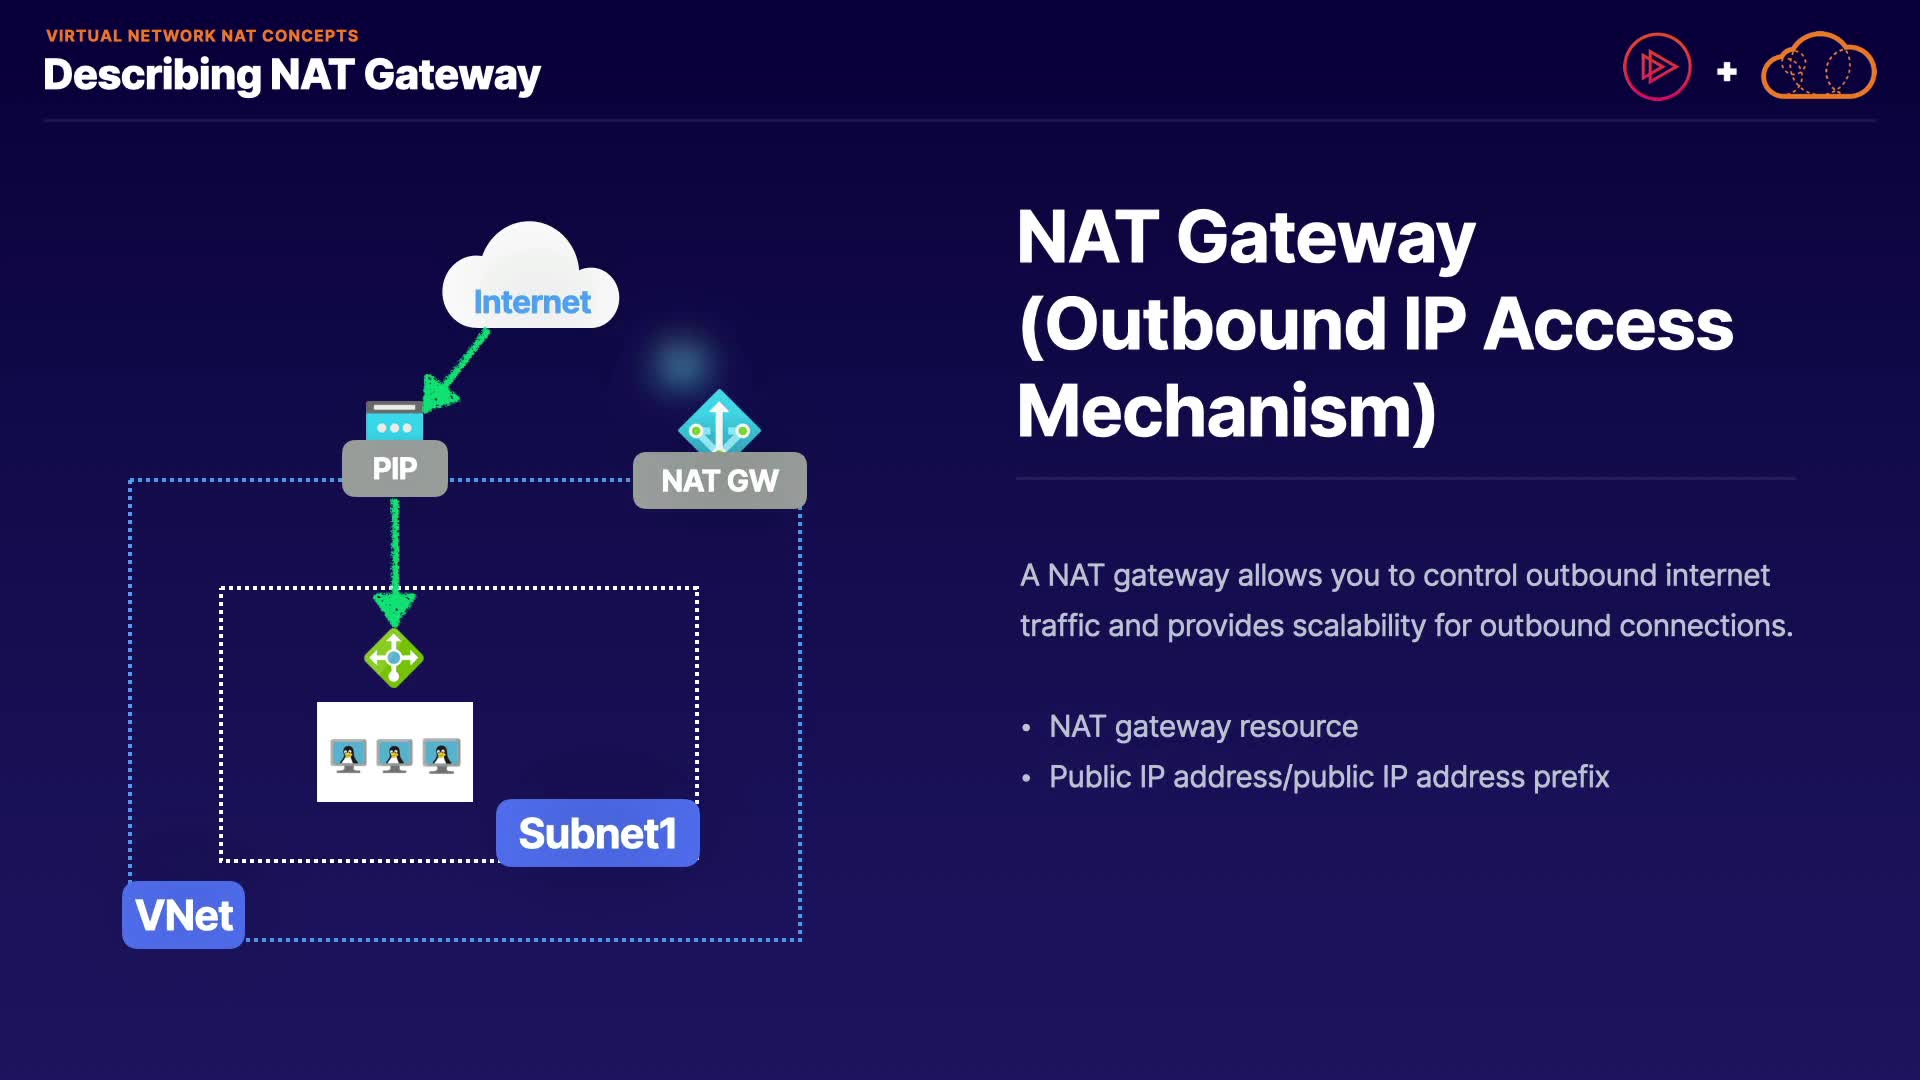 VIRTUAL NETWORK NAT CONCEPTS
Describing NAT Gateway
Internet
PIP
NAT GW
Subnet1
VNet
NAT Gateway
(Outbound IP Access
Mechanism)
A NAT gateway allows you to control outbound internet
traffic and provides scalability for outbound connections.
• NAT gateway resource
• Public IP address/public IP address prefix